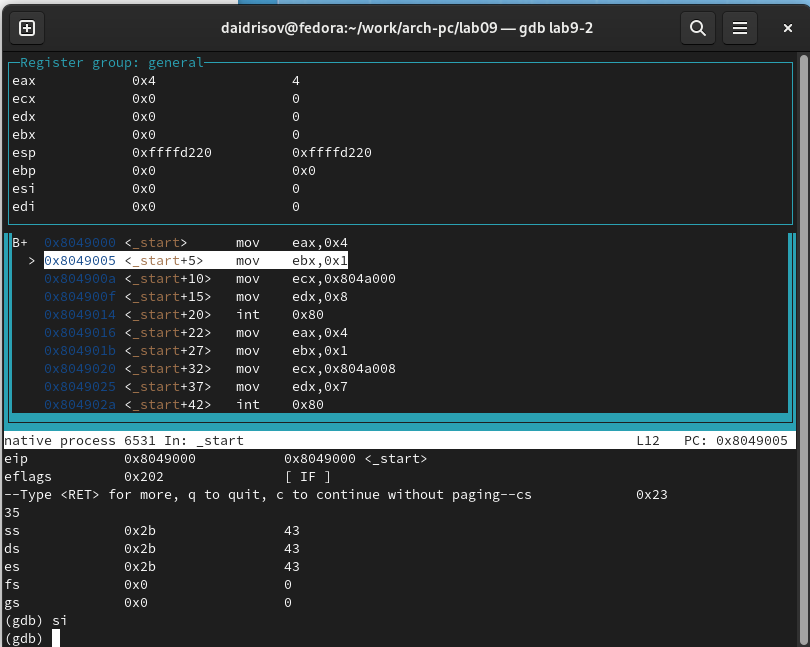 daidrisov@fedora:~/work/arch-pc/lab09 — gdb lab9-2
Register group: general
eax 0x4 4
ecx 0x0 0
edx 0x0 0
ebx 0x0 0
esp 0xffffd220 0xffffd220
ebp 0x0 0x0
esi 0x0 0
edi 0x0 0
B+ 0x8049000 <_start> mov eax,0x4
> 0x8049005 <_start+5> mov ebx,0x1
0x804900a <_start+10> mov ecx,0x804a000
0x804900f <_start+15> mov edx,0x8
0x8049014 <_start+20> int 0x80
0x8049016 <_start+22> mov eax,0x4
0x804901b <_start+27> mov ebx,0x1
0x8049020 <_start+32> mov ecx,0x804a008
0x8049025 <_start+37> mov edx,0x7
0x804902a <_start+42> int 0x80
native process 6531 In: _start L12 PC: 0x8049005
eip 0x8049000 0x8049000 <_start>
eflags 0x202 [ IF ]
--Type <RET> for more, q to quit, c to continue without paging--cs 0x23
35
ss 0x2b 43
ds 0x2b 43
es 0x2b 43
fs 0x0 0
gs 0x0 0
(gdb) si
(gdb)